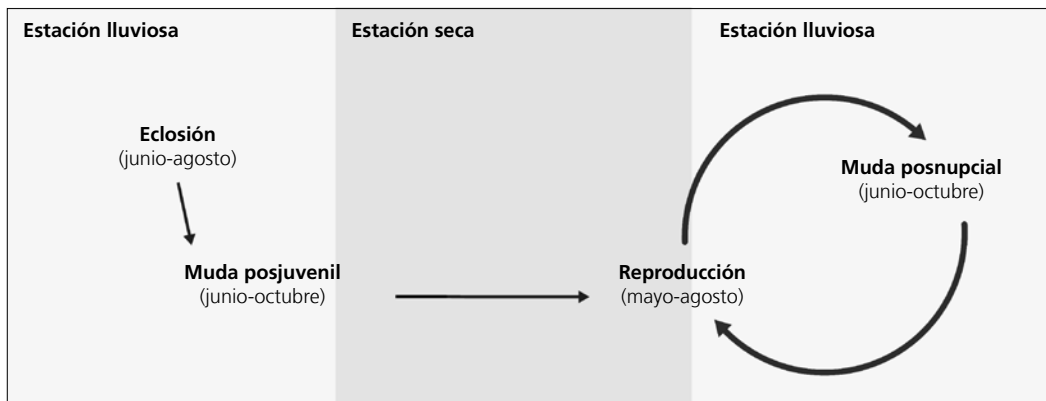 Estación lluviosa
Estación seca
Estación lluviosa
Eclosión
(junio-agosto)
Muda posnupcial
(junio-octubre)
Muda posjuvenil
(junio-octubre)
Reproducción
(mayo-agosto)